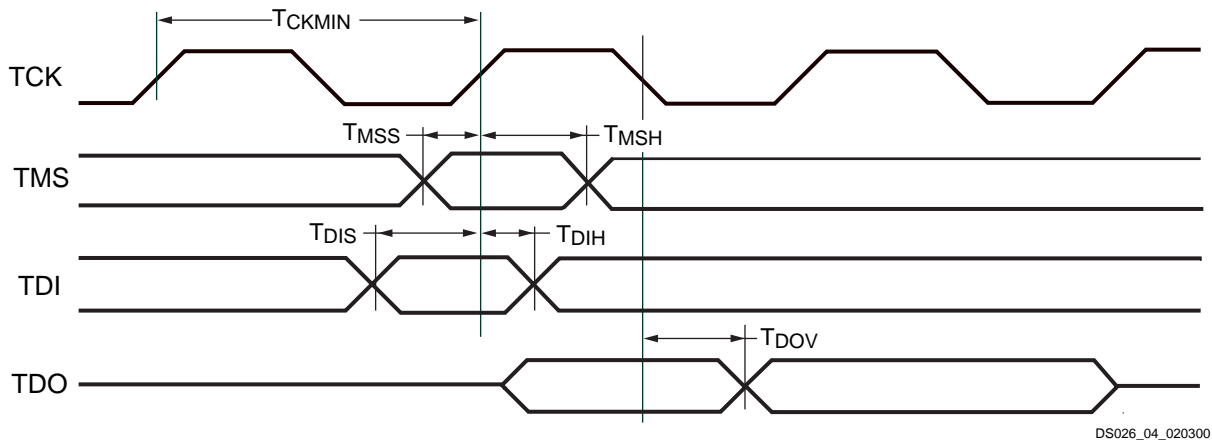 TCKMIN
TCK
TMSS TMSH
TMS
TDIS TDIH
TDI
TDOV
TDO
DS026_04_020300